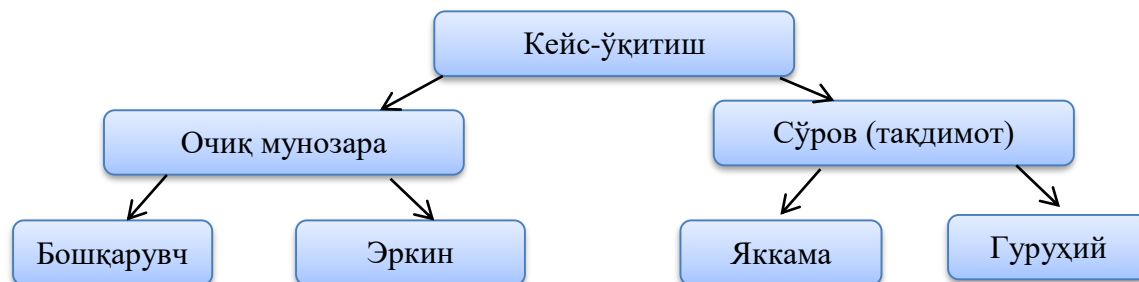 Кейс-ўқитиш
Очиқ мунозара
Сўров (тақдимот)
Бошқарувч
Эркин
Яккама
Гуруҳий